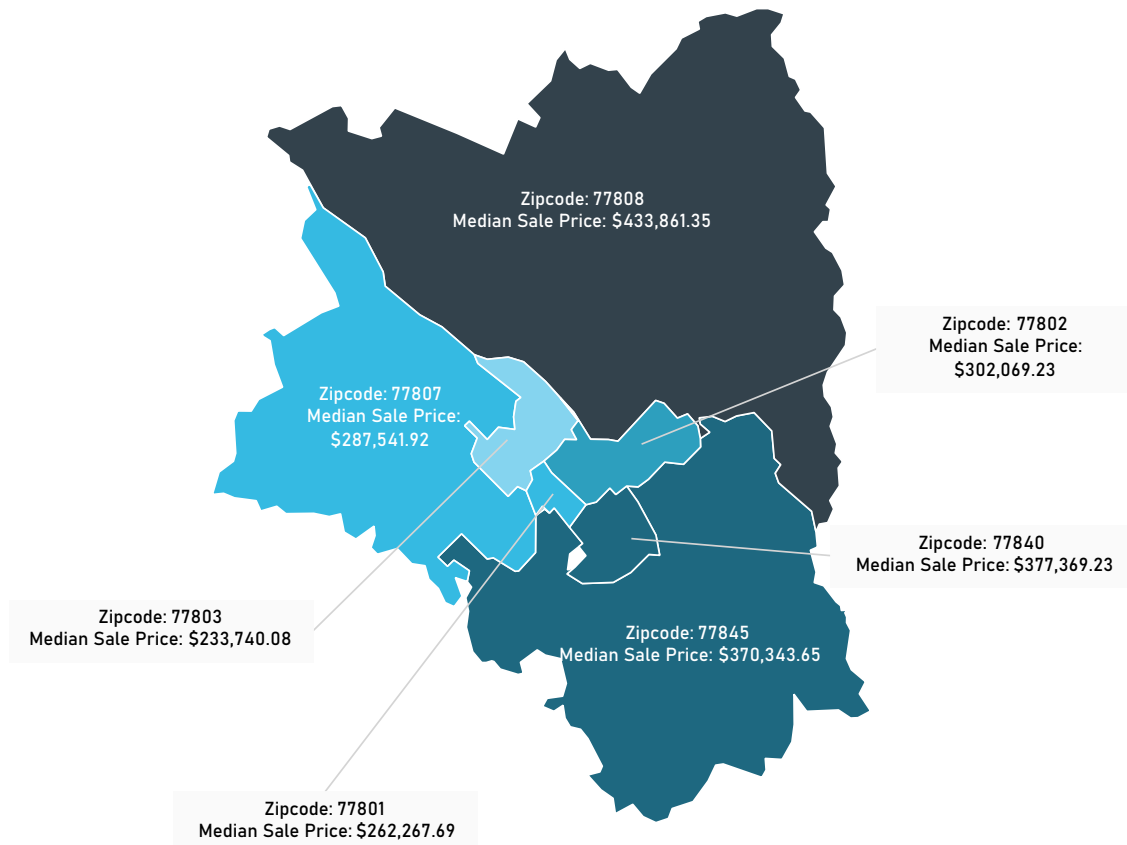 Zipcode: 77808
Median Sale Price: $433,861.35
Zipcode: 77802
Median Sale Price:
$302,069.23
Zipcode: 77807
Median Sale Price:
$287,541.92
Zipcode: 77840
Median Sale Price: $377,369.23
Zipcode: 77803
Median Sale Price: $233,740.08
Zipcode: 77845
Median Sale Price: $370,343.65
Zipcode: 77801
Median Sale Price: $262,267.69